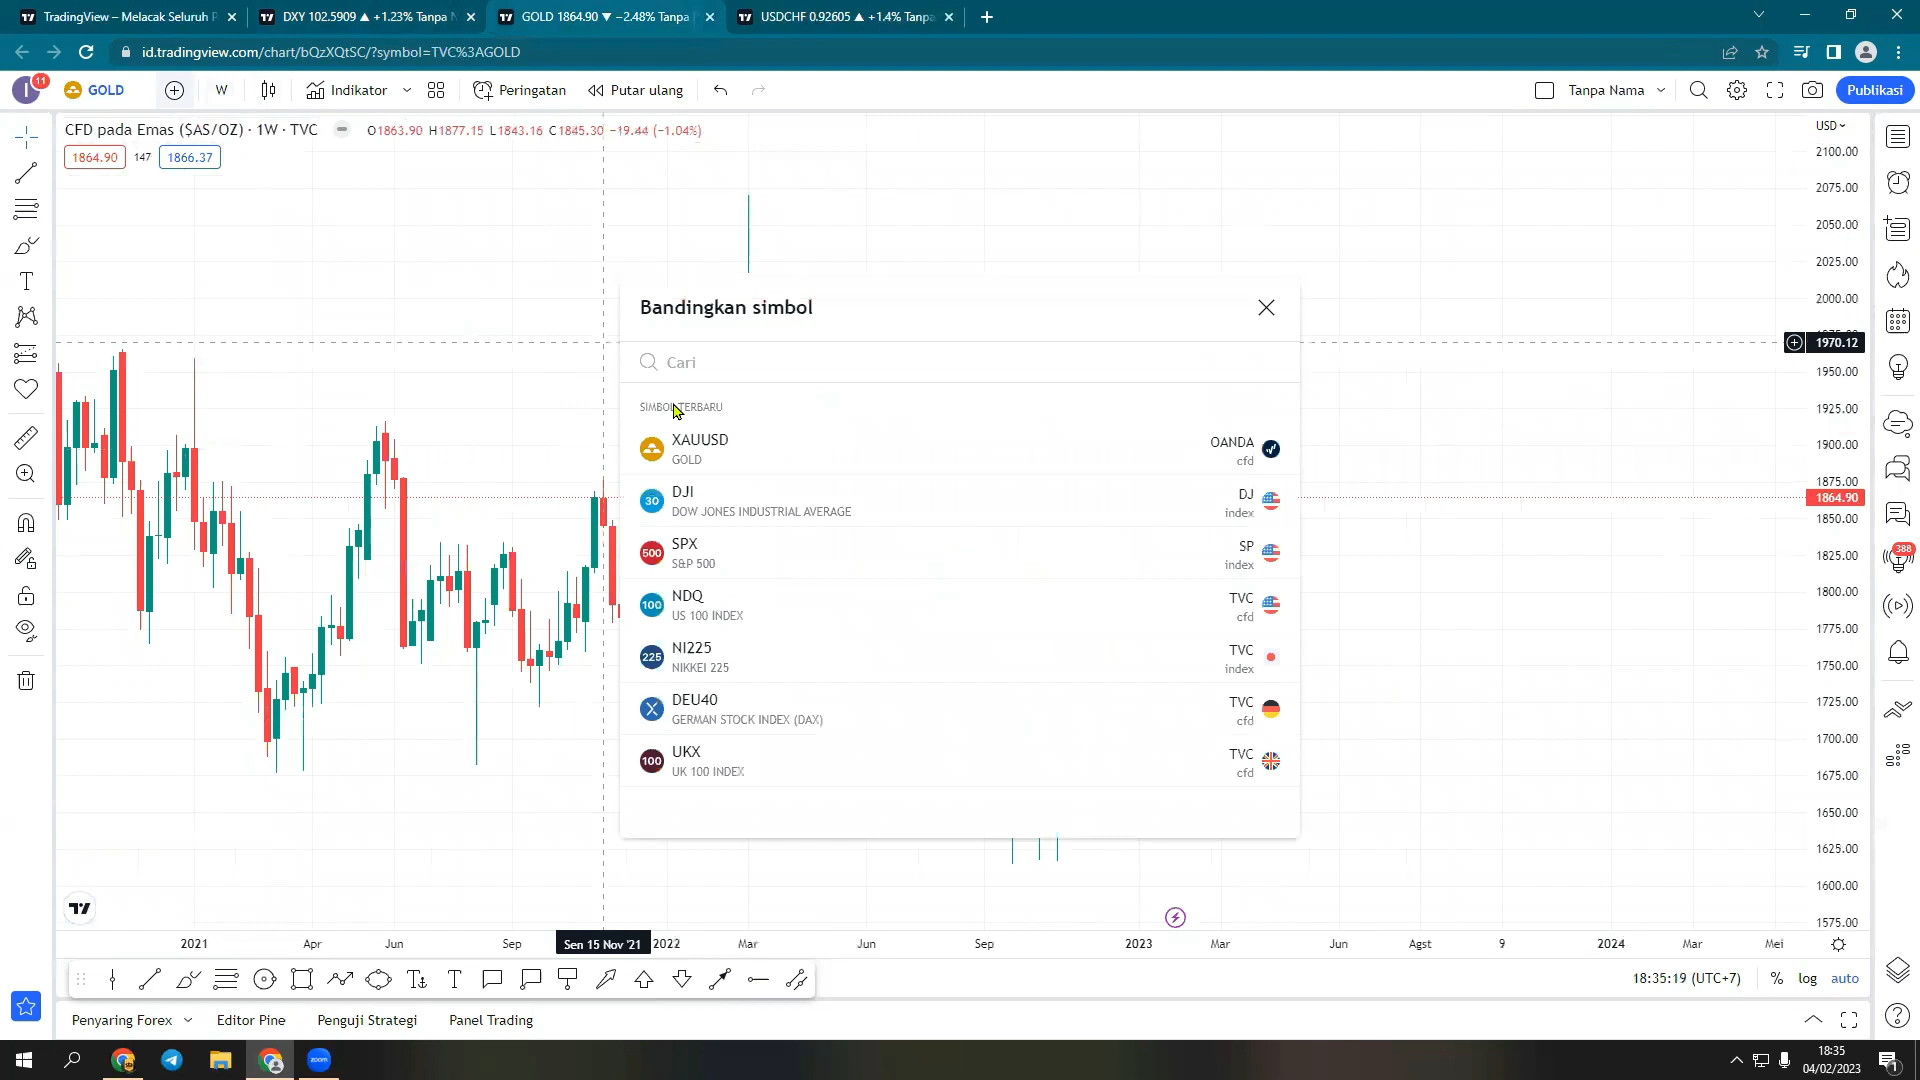 TradingView – Melacak Seluruh P
DXY 102.5909 ▲ +1.23% Tanpa N
GOLD 1864.90 ▼ −2.48% Tanpa
USDCHF 0.92605 ▲ +1.4% Tanpa
id.tradingview.com/chart/bQzXQtSC/?symbol=TVC%3AGOLD
I 11
GOLD
W
Indikator
Peringatan
Putar ulang
Tanpa Nama
Publikasi
CFD pada Emas ($AS/OZ) · 1W · TVC
O1863.90 H1877.15 L1843.16 C1845.30 −19.44 (−1.04%)
1864.90 147 1866.37
USD
2100.00
2075.00
2050.00
2025.00
2000.00
1970.12
1950.00
1925.00
1900.00
1875.00
1864.90
1850.00
1825.00
1800.00
1775.00
1750.00
1725.00
1700.00
1675.00
1650.00
1625.00
1600.00
1575.00
Bandingkan simbol
Cari
SIMBOL TERBARU
XAUUSD
GOLD
OANDA
cfd
30
DJI
DOW JONES INDUSTRIAL AVERAGE
DJ
index
500
SPX
S&P 500
SP
index
100
NDQ
US 100 INDEX
TVC
cfd
225
NI225
NIKKEI 225
TVC
index
DEU40
GERMAN STOCK INDEX (DAX)
TVC
cfd
100
UKX
UK 100 INDEX
TVC
cfd
388
2021 Apr Jun Sep Sen 15 Nov '21 2022 Mar Jun Sep 2023 Mar Jun Agst 9 2024 Mar Mei
18:35:19 (UTC+7) % log auto
Penyaring Forex
Editor Pine
Penguji Strategi
Panel Trading
zoom
18:35
04/02/2023
1